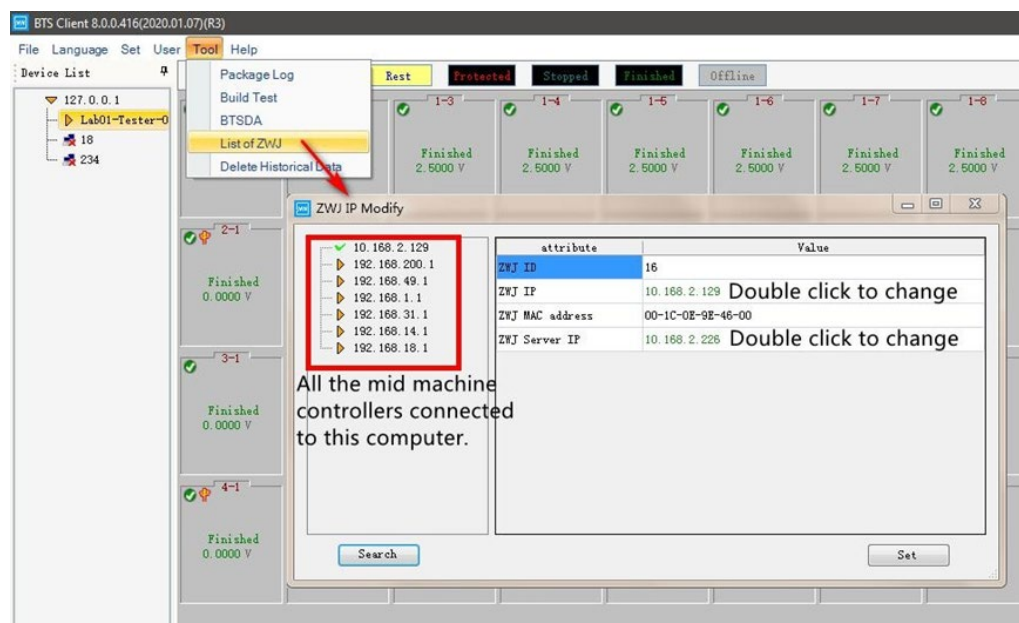 BTS Client 8.0.0.416(2020.01.07)(R3)
File Language Set User Tool Help
Device List
Package Log
Build Test
BTSDA
List of ZWJ
Delete Historical Data
Rest Protected Stopped Finished Offline
127.0.0.1
Lab01-Tester-0
18
234
1-3 1-4 1-5 1-6 1-7 1-8
Finished Finished Finished Finished Finished Finished
2.5000 V 2.5000 V 2.5000 V 2.5000 V 2.5000 V 2.5000 V
2-1
Finished
0.0000 V
3-1
Finished
0.0000 V
4-1
Finished
0.0000 V
ZWJ IP Modify
10.168.2.129
192.168.200.1
192.168.49.1
192.168.1.1
192.168.31.1
192.168.14.1
192.168.18.1
All the mid machine
controllers connected
to this computer.
attribute Value
ZWJ ID 16
ZWJ IP 10.168.2.129 Double click to change
ZWJ MAC address 00-1C-0E-9E-46-00
ZWJ Server IP 10.168.2.226 Double click to change
Search Set